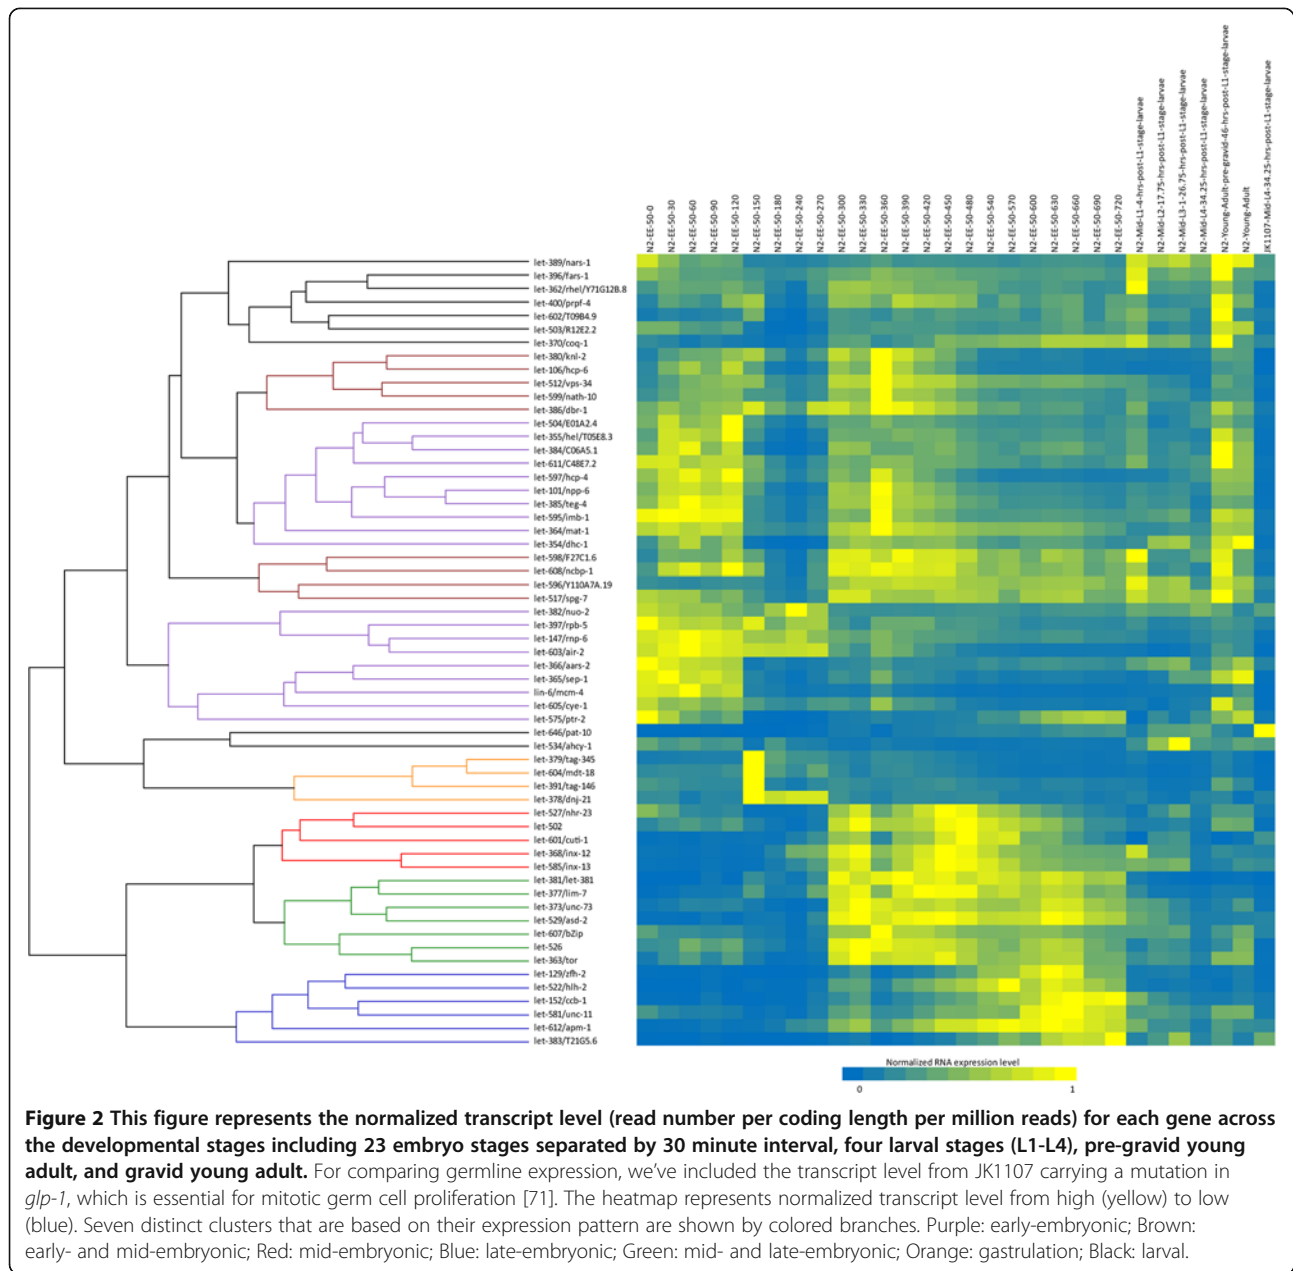 N2-EE-50-0
N2-EE-50-30
N2-EE-50-60
N2-EE-50-90
N2-EE-50-120
N2-EE-50-150
N2-EE-50-180
N2-EE-50-240
N2-EE-50-270
N2-EE-50-300
N2-EE-50-330
N2-EE-50-360
N2-EE-50-390
N2-EE-50-420
N2-EE-50-450
N2-EE-50-480
N2-EE-50-540
N2-EE-50-570
N2-EE-50-600
N2-EE-50-630
N2-EE-50-660
N2-EE-50-690
N2-EE-50-720
N2-Mid-L1-4-hrs-post-L1-stage-larvae
N2-Mid-L2-17.75-hrs-post-L1-stage-larvae
N2-Mid-L3-1-26.75-hrs-post-L1-stage-larvae
N2-Mid-L4-34.25-hrs-post-L1-stage-larvae
N2-Young-Adult-pre-gravid-46-hrs-post-L1-stage-larvae
N2-Young-Adult
JK1107-Mid-L4-34.25-hrs-post-L1-stage-larvae
let-389/nars-1
let-396/fars-1
let-362/rhel/Y71G12B.8
let-400/prpf-4
let-602/T09B4.9
let-503/R12E2.2
let-370/coq-1
let-380/knl-2
let-106/hcp-6
let-512/vps-34
let-599/nath-10
let-386/dbr-1
let-504/E01A2.4
let-355/hel/T05E8.3
let-384/C06A5.1
let-611/C48E7.2
let-597/hcp-4
let-101/npp-6
let-385/teg-4
let-595/imb-1
let-364/mat-1
let-354/dhc-1
let-598/F27C1.6
let-608/ncbp-1
let-596/Y110A7A.19
let-517/spg-7
let-382/nuo-2
let-397/rpb-5
let-147/rnp-6
let-603/air-2
let-366/aars-2
let-365/sep-1
lin-6/mcm-4
let-605/cye-1
let-575/ptr-2
let-646/pat-10
let-534/ahcy-1
let-379/tag-345
let-604/mdt-18
let-391/tag-146
let-378/dnj-21
let-527/nhr-23
let-502
let-601/cuti-1
let-368/inx-12
let-585/inx-13
let-381/let-381
let-377/lim-7
let-373/unc-73
let-529/asd-2
let-607/bZip
let-526
let-363/tor
let-129/zfh-2
let-522/hlh-2
let-152/ccb-1
let-581/unc-11
let-612/apm-1
let-383/T21G5.6
Normalized RNA expression level
0 1
Figure 2 This figure represents the normalized transcript level (read number per coding length per million reads) for each gene across
the developmental stages including 23 embryo stages separated by 30 minute interval, four larval stages (L1-L4), pre-gravid young
adult, and gravid young adult. For comparing germline expression, we've included the transcript level from JK1107 carrying a mutation in
glp-1, which is essential for mitotic germ cell proliferation [71]. The heatmap represents normalized transcript level from high (yellow) to low
(blue). Seven distinct clusters that are based on their expression pattern are shown by colored branches. Purple: early-embryonic; Brown:
early- and mid-embryonic; Red: mid-embryonic; Blue: late-embryonic; Green: mid- and late-embryonic; Orange: gastrulation; Black: larval.